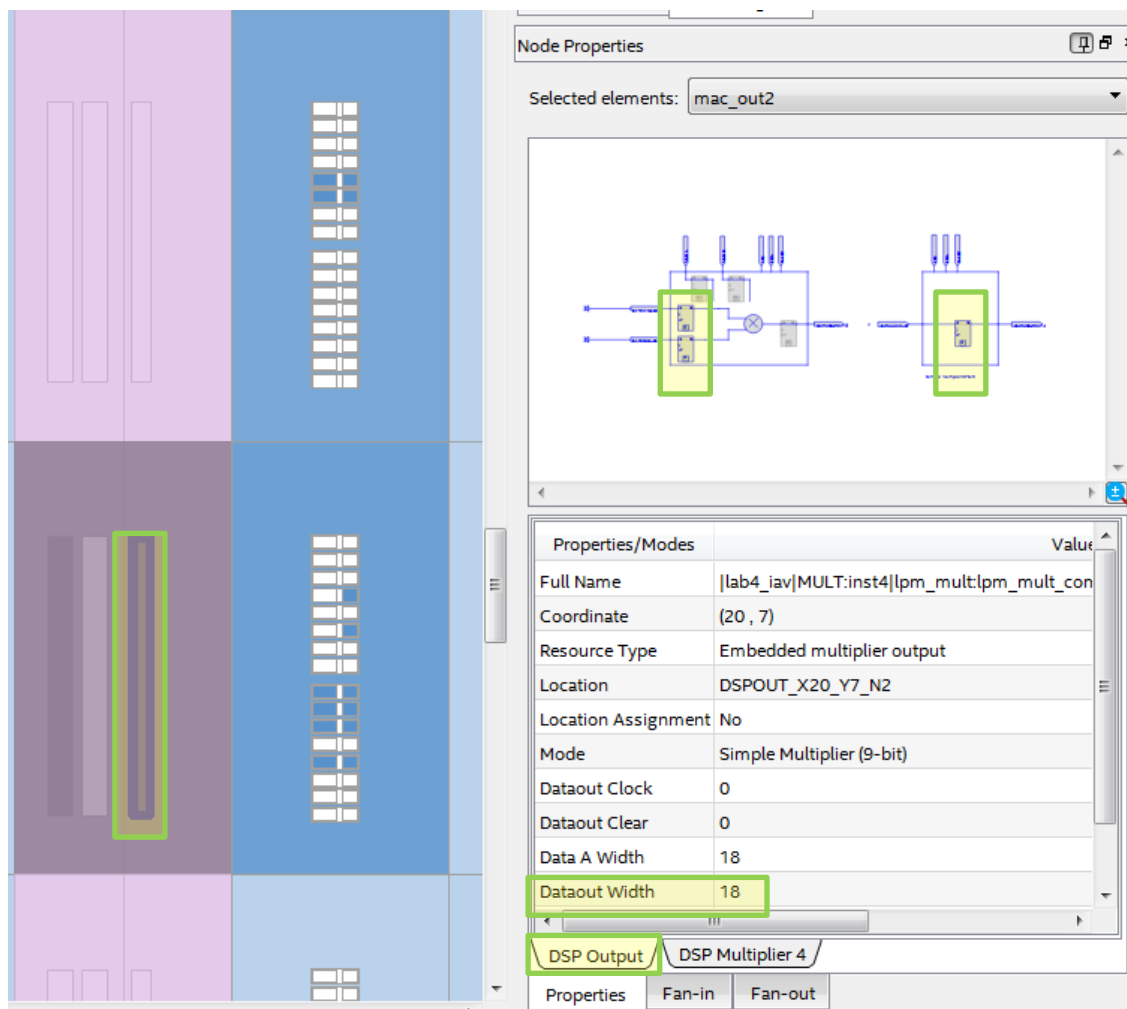 Node Properties
Selected elements: mac_out2
Properties/Modes Value
Full Name |lab4_iav|MULT:inst4|lpm_mult:lpm_mult_con
Coordinate (20 , 7)
Resource Type Embedded multiplier output
Location DSPOUT_X20_Y7_N2
Location Assignment No
Mode Simple Multiplier (9-bit)
Dataout Clock 0
Dataout Clear 0
Data A Width 18
Dataout Width 18
DSP Output DSP Multiplier 4
Properties Fan-in Fan-out